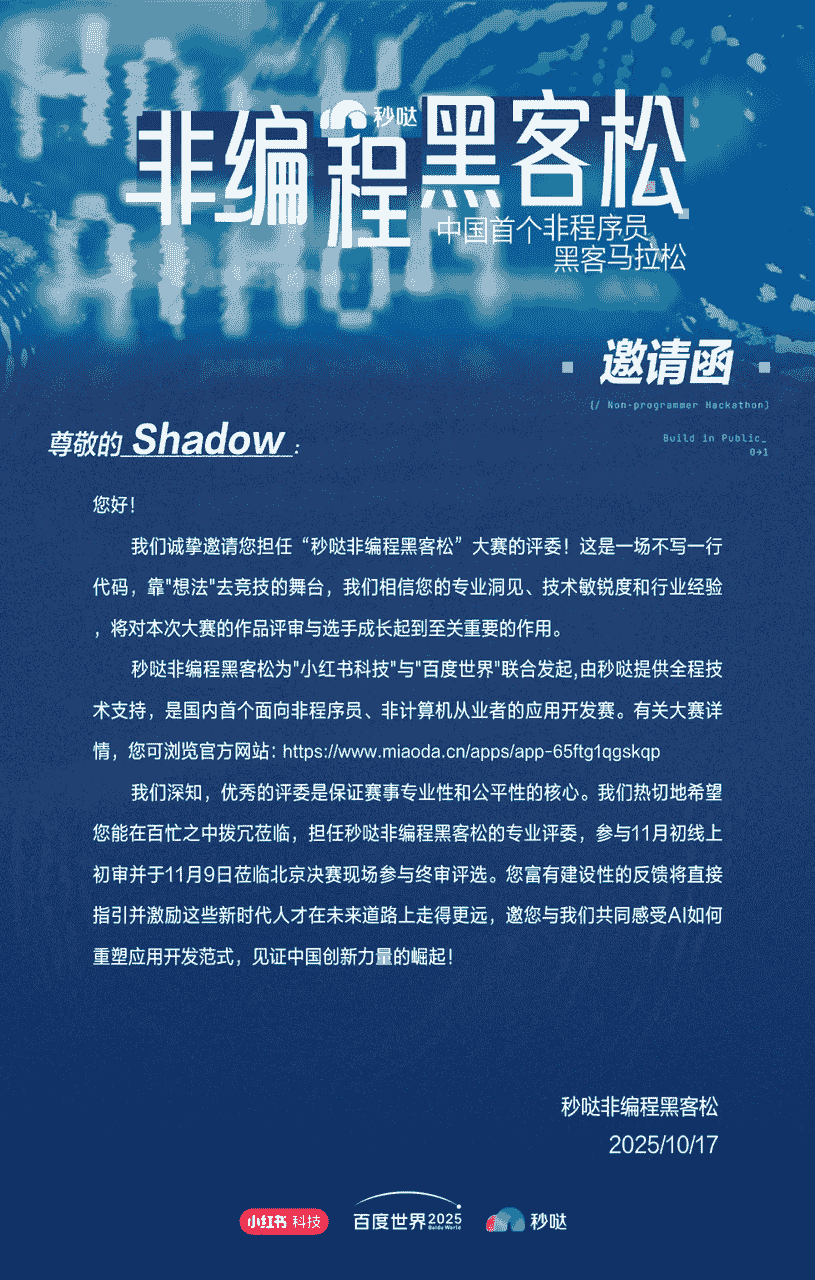 秒哒
非编程黑客松
中国首个非程序员
黑客马拉松
邀请函
(/ Non-programmer Hackathon)
Build in Public_
0→1
尊敬的 Shadow :
您好！
我们诚挚邀请您担任“秒哒非编程黑客松”大赛的评委！这是一场不写一行
代码，靠"想法"去竞技的舞台，我们相信您的专业洞见、技术敏锐度和行业经验
，将对本次大赛的作品评审与选手成长起到至关重要的作用。
秒哒非编程黑客松为"小红书科技"与"百度世界"联合发起,由秒哒提供全程技
术支持，是国内首个面向非程序员、非计算机从业者的应用开发赛。有关大赛详
情，您可浏览官方网站：https://www.miaoda.cn/apps/app-65ftg1qgskqp
我们深知，优秀的评委是保证赛事专业性和公平性的核心。我们热切地希望
您能在百忙之中拨冗莅临，担任秒哒非编程黑客松的专业评委，参与11月初线上
初审并于11月9日莅临北京决赛现场参与终审评选。您富有建设性的反馈将直接
指引并激励这些新时代人才在未来道路上走得更远，邀您与我们共同感受AI如何
重塑应用开发范式，见证中国创新力量的崛起！
秒哒非编程黑客松
2025/10/17
小红书 科技
百度世界2025
Baidu World
秒哒